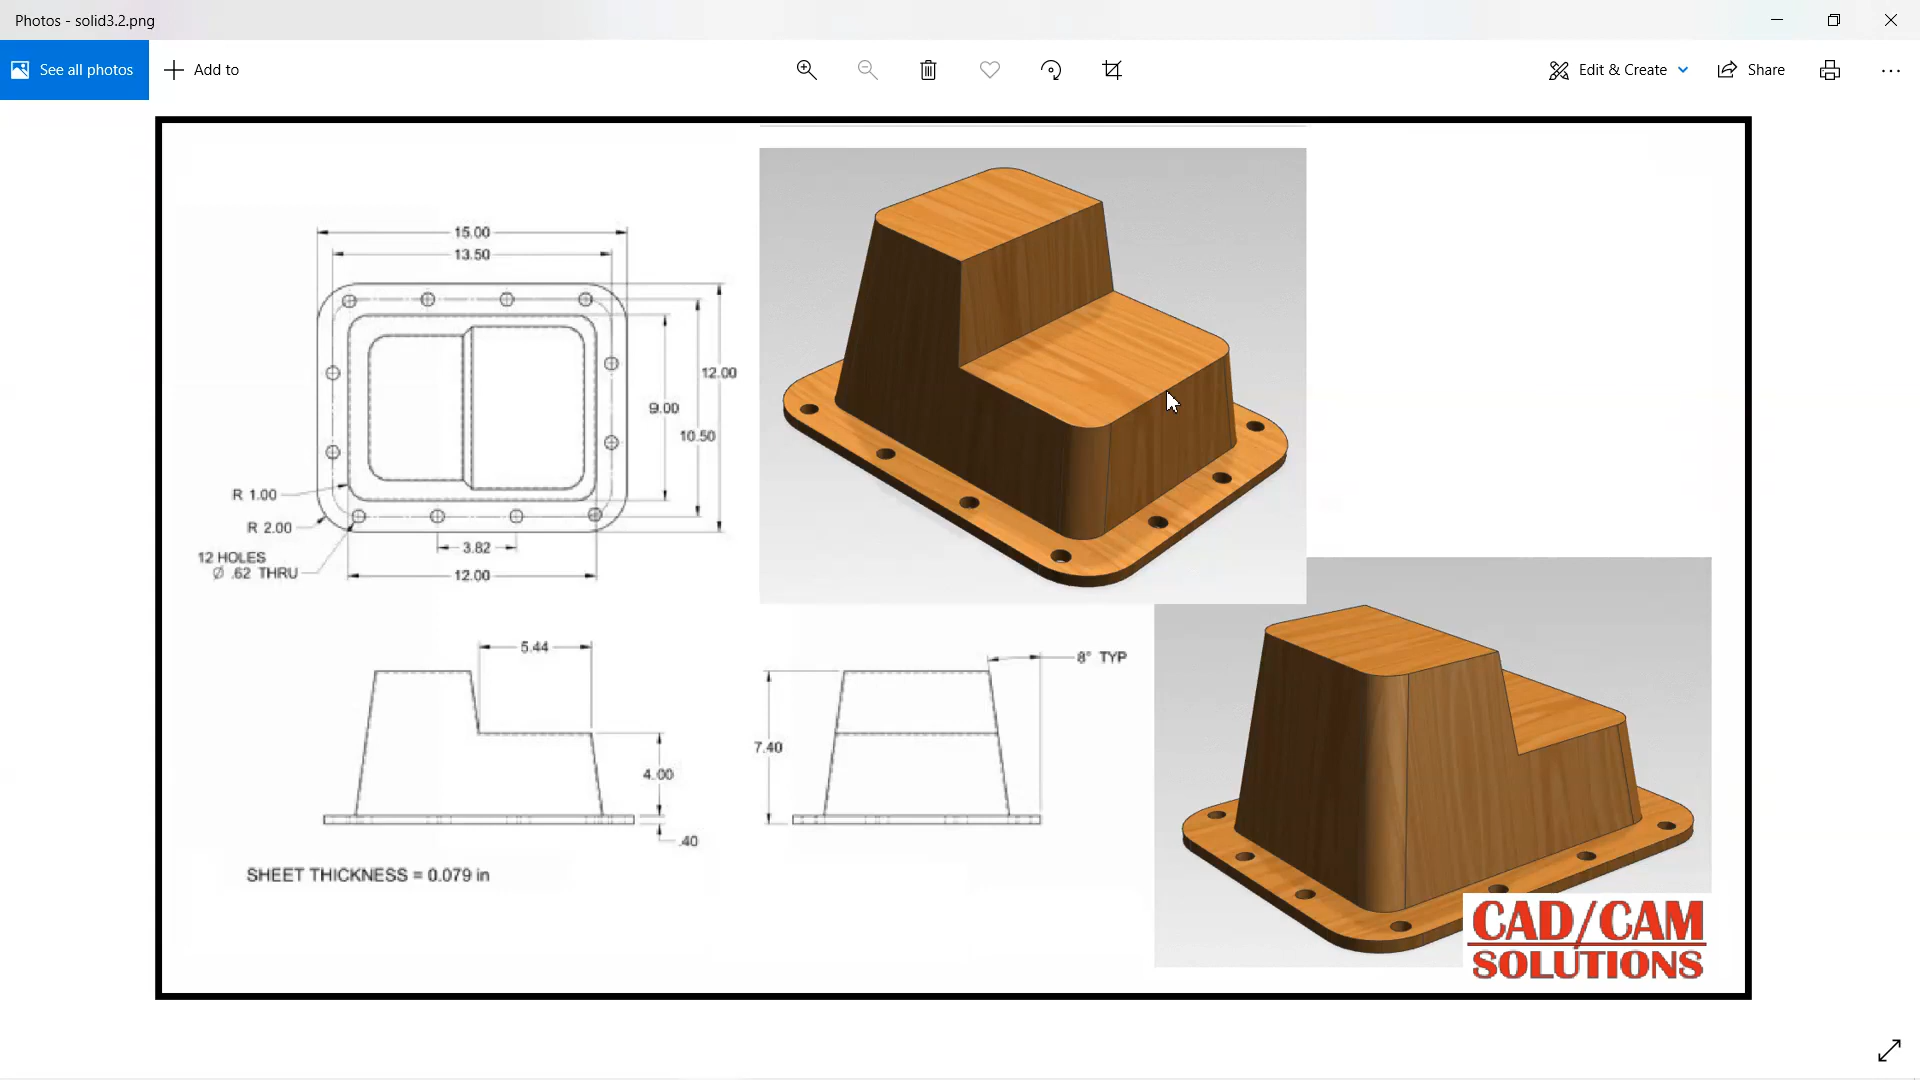 Photos - solid3.2.png
See all photos
Add to
Edit & Create
Share
15.00
13.50
12.00
9.00
10.50
R 1.00
R 2.00
12 HOLES
Ø .62 THRU
3.82
12.00
5.44
8° TYP
7.40
4.00
.40
SHEET THICKNESS = 0.079 in
CAD/CAM
SOLUTIONS